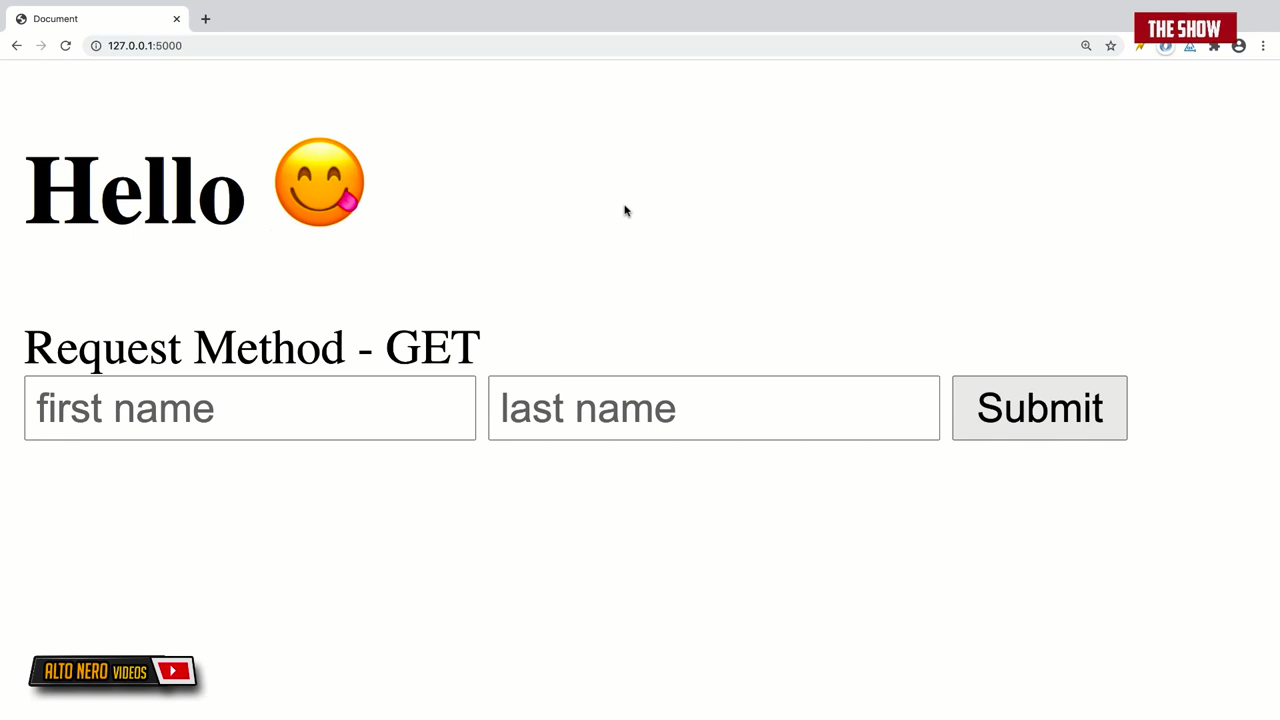 Document
127.0.0.1:5000
THE SHOW
Hello 😋
Request Method - GET
first name
last name
Submit
ALTO NERO VIDEOS